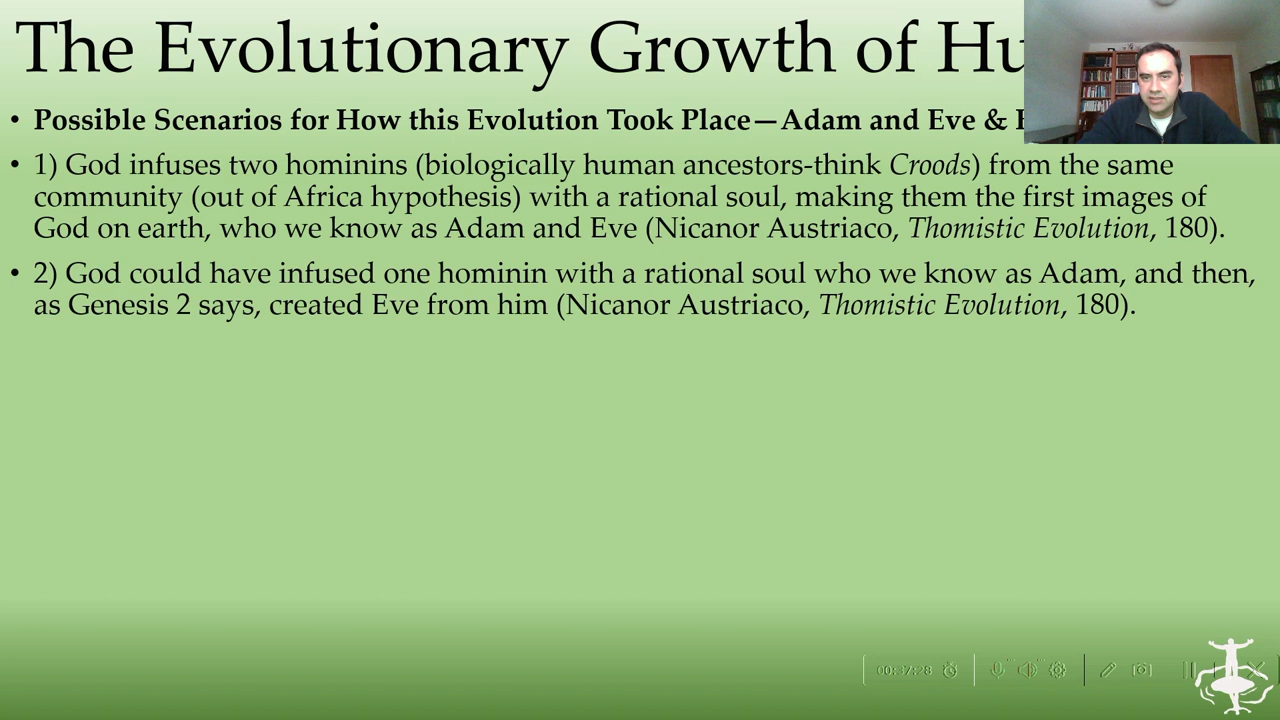 The Evolutionary Growth of Hu
• Possible Scenarios for How this Evolution Took Place—Adam and Eve &
• 1) God infuses two hominins (biologically human ancestors-think Croods) from the same
community (out of Africa hypothesis) with a rational soul, making them the first images of
God on earth, who we know as Adam and Eve (Nicanor Austriaco, Thomistic Evolution, 180).
• 2) God could have infused one hominin with a rational soul who we know as Adam, and then,
as Genesis 2 says, created Eve from him (Nicanor Austriaco, Thomistic Evolution, 180).
00:37:28